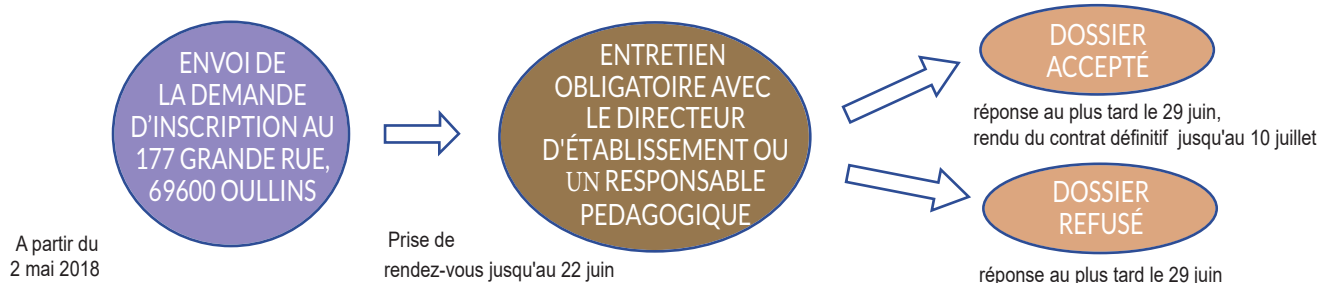 ENVOI DE
LA DEMANDE
D'INSCRIPTION AU
177 GRANDE RUE,
69600 OULLINS
A partir du
2 mai 2018
ENTRETIEN
OBLIGATOIRE AVEC
LE DIRECTEUR
D'ÉTABLISSEMENT OU
UN RESPONSABLE
PEDAGOGIQUE
Prise de
rendez-vous jusqu'au 22 juin
DOSSIER
ACCEPTÉ
réponse au plus tard le 29 juin,
rendu du contrat définitif jusqu'au 10 juillet
DOSSIER
REFUSÉ
réponse au plus tard le 29 juin